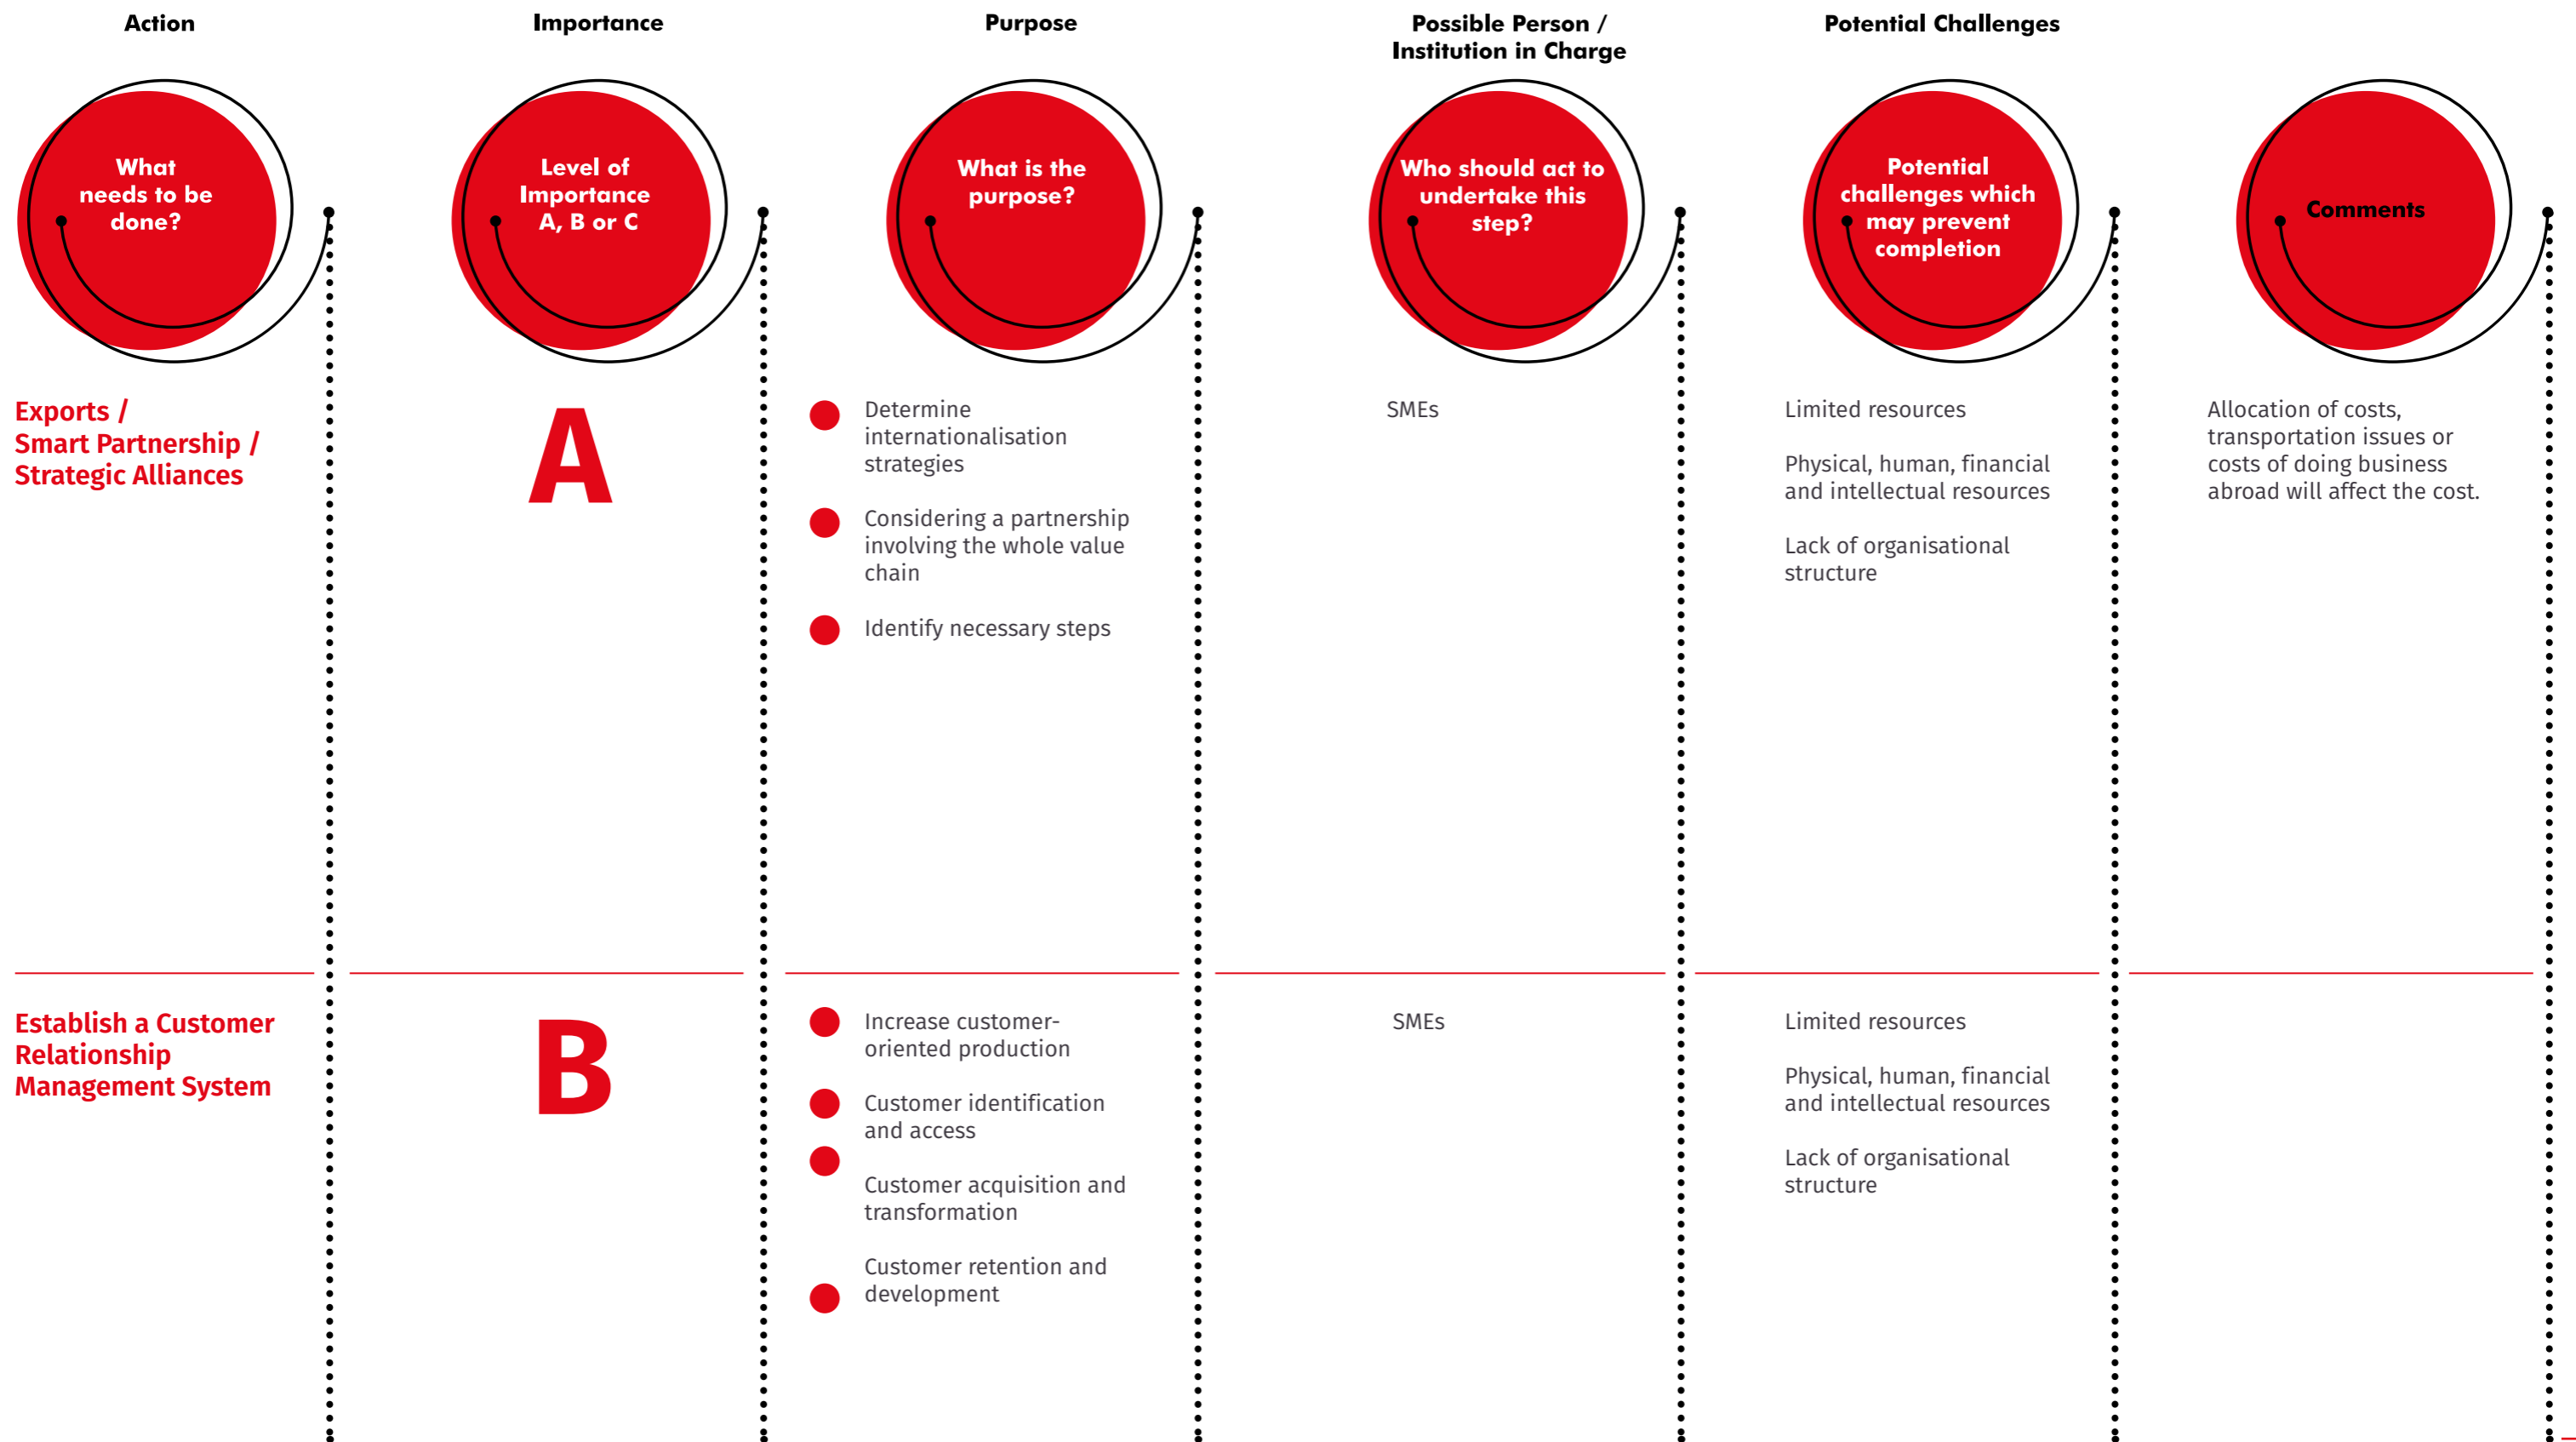 Action
Importance
Purpose
Possible Person /
Institution in Charge
Potential Challenges
What
needs to be
done?
Level of
Importance
A, B or C
What is the
purpose?
Who should act to
undertake this
step?
Potential
challenges which
may prevent
completion
Comments
Exports /
Smart Partnership /
Strategic Alliances
A
Determine
internationalisation
strategies
Considering a partnership
involving the whole value
chain
Identify necessary steps
SMEs
Limited resources
Physical, human, financial
and intellectual resources
Lack of organisational
structure
Allocation of costs,
transportation issues or
costs of doing business
abroad will affect the cost.
Establish a Customer
Relationship
Management System
B
Increase customer-
oriented production
Customer identification
and access
Customer acquisition and
transformation
Customer retention and
development
SMEs
Limited resources
Physical, human, financial
and intellectual resources
Lack of organisational
structure